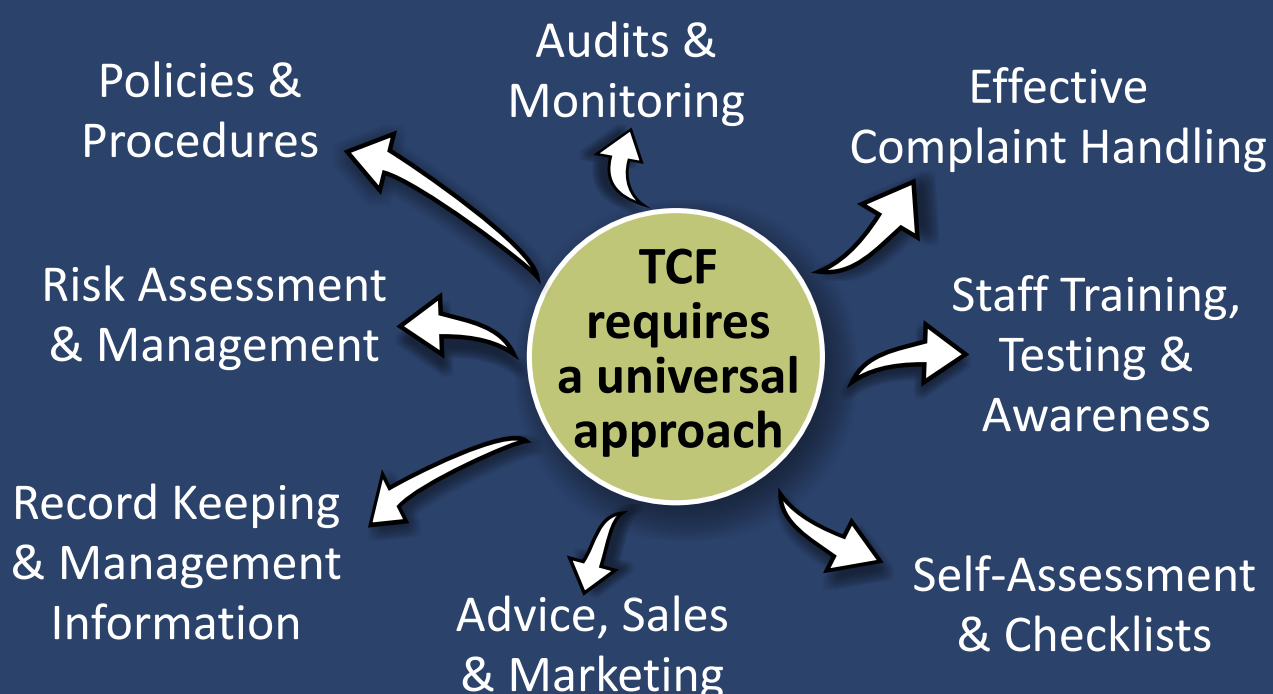 Audits &
Monitoring
Policies &
Procedures
Effective
Complaint Handling
TCF
requires
a universal
approach
Risk Assessment
& Management
Staff Training,
Testing &
Awareness
Record Keeping
& Management
Information
Advice, Sales
& Marketing
Self-Assessment
& Checklists